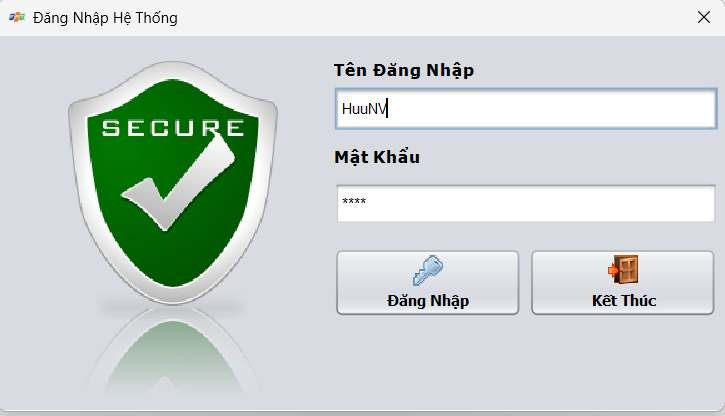 Đăng Nhập Hệ Thống
SECURE
Tên Đăng Nhập
HuuNV
Mật Khẩu
****
Đăng Nhập
Kết Thúc